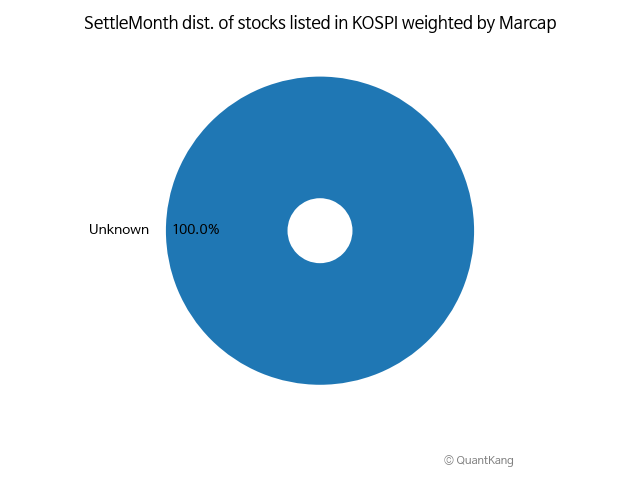 SettleMonth dist. of stocks listed in KOSPI weighted by Marcap
Unknown 100.0%
© QuantKang